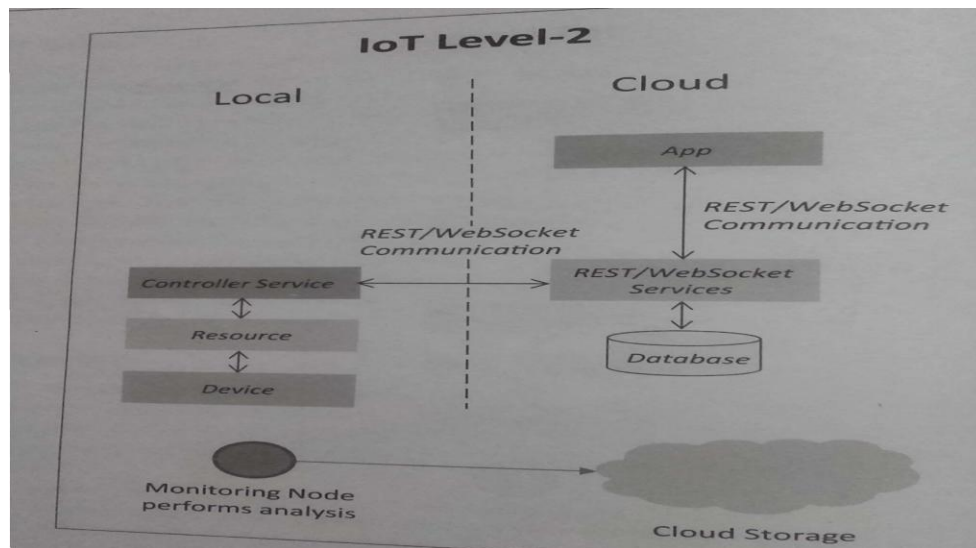 IoT Level-2
Local
Cloud
App
REST/WebSocket
Communication
REST/WebSocket
Communication
Controller Service
REST/WebSocket
Services
Resource
Database
Device
Monitoring Node
performs analysis
Cloud Storage